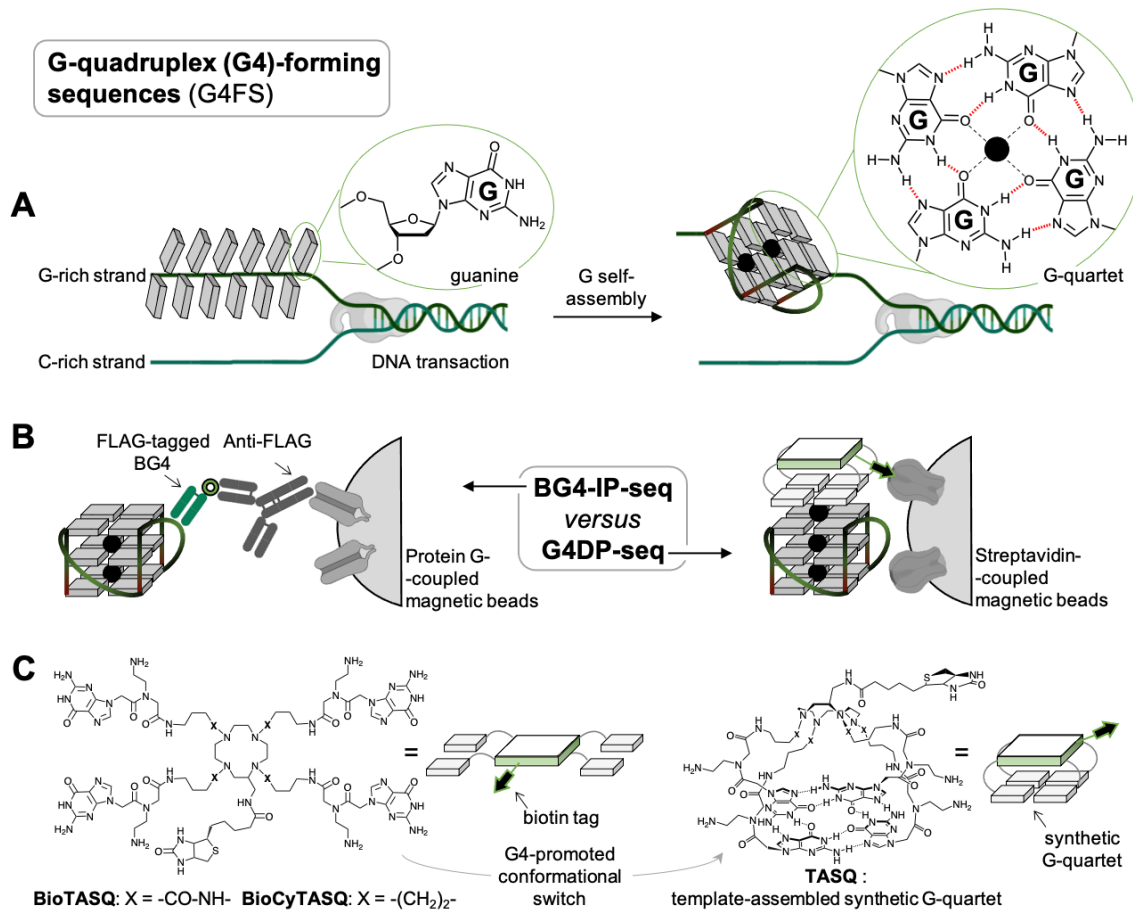 G-quadruplex (G4)-forming
sequences (G4FS)
A
G-rich strand
C-rich strand
O
N
N
N
NH
NH2
O
O
O
G
guanine
DNA transaction
G self-
assembly
G
G
G
G
G-quartet
B
FLAG-tagged
BG4
Anti-FLAG
Protein G-
-coupled
magnetic beads
BG4-IP-seq
versus
G4DP-seq
Streptavidin-
-coupled
magnetic beads
C
=
biotin tag
G4-promoted
conformational
switch
=
synthetic
G-quartet
BioTASQ: X = -CO-NH- BioCyTASQ: X = -(CH2)2-
TASQ :
template-assembled synthetic G-quartet